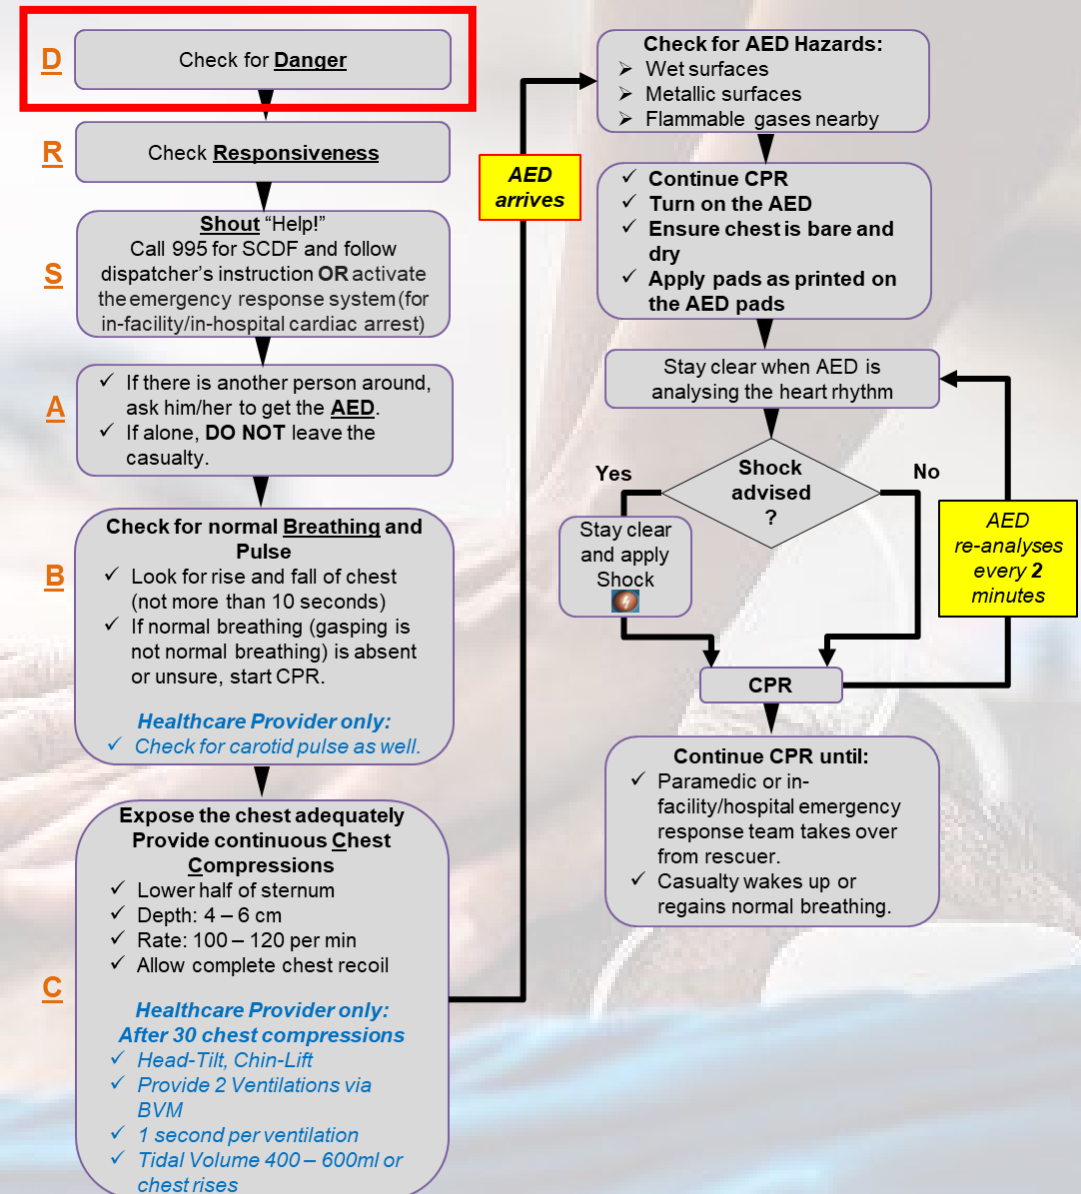 D
Check for Danger
R
Check Responsiveness
S
Shout “Help!”
Call 995 for SCDF and follow
dispatcher’s instruction OR activate
the emergency response system (for
in-facility/in-hospital cardiac arrest)
A
✓ If there is another person around,
ask him/her to get the AED.
✓ If alone, DO NOT leave the
casualty.
B
Check for normal Breathing and
Pulse
✓ Look for rise and fall of chest
(not more than 10 seconds)
✓ If normal breathing (gasping is
not normal breathing) is absent
or unsure, start CPR.
Healthcare Provider only:
✓ Check for carotid pulse as well.
C
Expose the chest adequately
Provide continuous Chest
Compressions
✓ Lower half of sternum
✓ Depth: 4 – 6 cm
✓ Rate: 100 – 120 per min
✓ Allow complete chest recoil
Healthcare Provider only:
After 30 chest compressions
✓ Head-Tilt, Chin-Lift
✓ Provide 2 Ventilations via
BVM
✓ 1 second per ventilation
✓ Tidal Volume 400 – 600ml or
chest rises
AED
arrives
Check for AED Hazards:
➢ Wet surfaces
➢ Metallic surfaces
➢ Flammable gases nearby
✓ Continue CPR
✓ Turn on the AED
✓ Ensure chest is bare and
dry
✓ Apply pads as printed on
the AED pads
Stay clear when AED is
analysing the heart rhythm
Shock
advised
?
Yes
No
Stay clear
and apply
Shock
AED
re-analyses
every 2
minutes
CPR
Continue CPR until:
✓ Paramedic or in-
facility/hospital emergency
response team takes over
from rescuer.
✓ Casualty wakes up or
regains normal breathing.